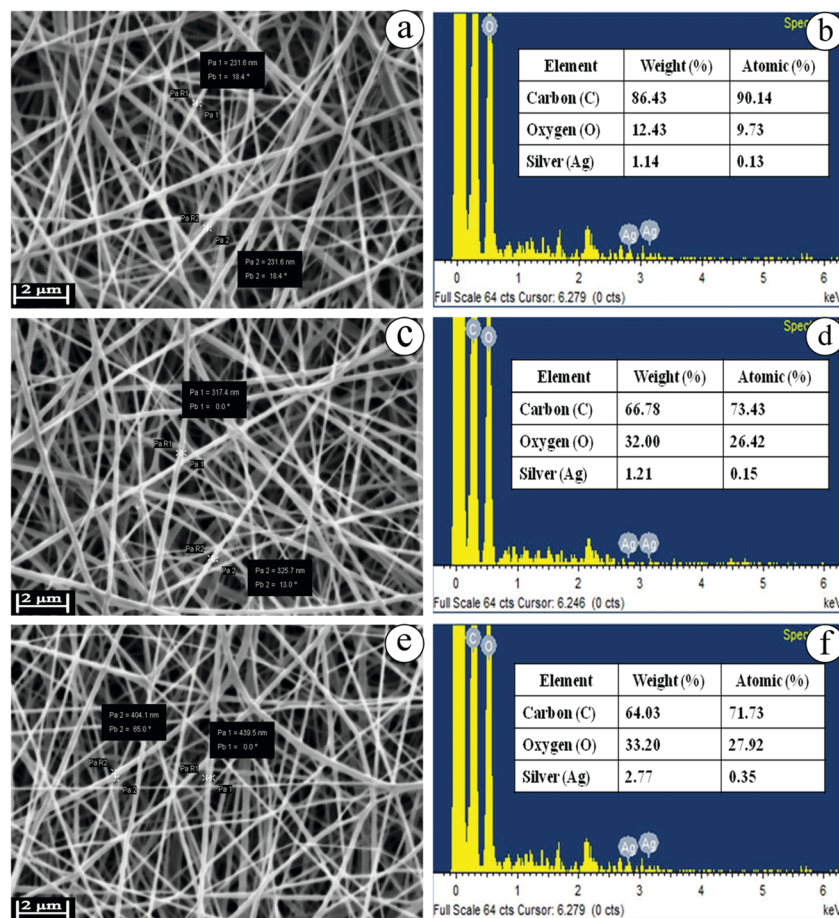 a
Pa 1 = 231.6 nm
Pb 1 = 18.4 °
Pa R1
Pa 1
Pa R2
Pa 2
Pa 2 = 231.6 nm
Pb 2 = 18.4 °
2 µm
b
Spec
O
Element Weight (%) Atomic (%)
Carbon (C) 86.43 90.14
Oxygen (O) 12.43 9.73
Silver (Ag) 1.14 0.13
Ag Ag
0 1 2 3 4 5 6
Full Scale 64 cts Cursor: 6.279 (0 cts) keV
c
Pa 1 = 317.4 nm
Pb 1 = 0.0 °
Pa R1
Pa 1
Pa R2
Pa 2
Pa 2 = 325.7 nm
Pb 2 = 13.0 °
2 µm
d
Spec
C O
Element Weight (%) Atomic (%)
Carbon (C) 66.78 73.43
Oxygen (O) 32.00 26.42
Silver (Ag) 1.21 0.15
Ag Ag
0 1 2 3 4 5 6
Full Scale 64 cts Cursor: 6.246 (0 cts) keV
e
Pa 2 = 404.1 nm
Pb 2 = 65.0 °
Pa 1 = 439.5 nm
Pb 1 = 0.0 °
Pa R2
Pa 2
Pa R1
Pa 1
2 µm
f
Spec
C O
Element Weight (%) Atomic (%)
Carbon (C) 64.03 71.73
Oxygen (O) 33.20 27.92
Silver (Ag) 2.77 0.35
Ag Ag
0 1 2 3 4 5 6
Full Scale 64 cts Cursor: 6.279 (0 cts) keV